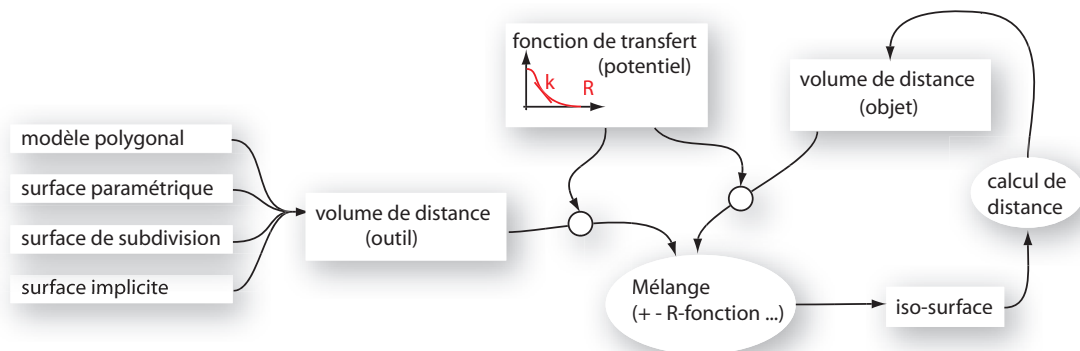 fonction de transfert
(potentiel)
k
R
volume de distance
(objet)
modèle polygonal
surface paramétrique
surface de subdivision
surface implicite
volume de distance
(outil)
calcul de
distance
Mélange
(+ - R-fonction ...)
iso-surface